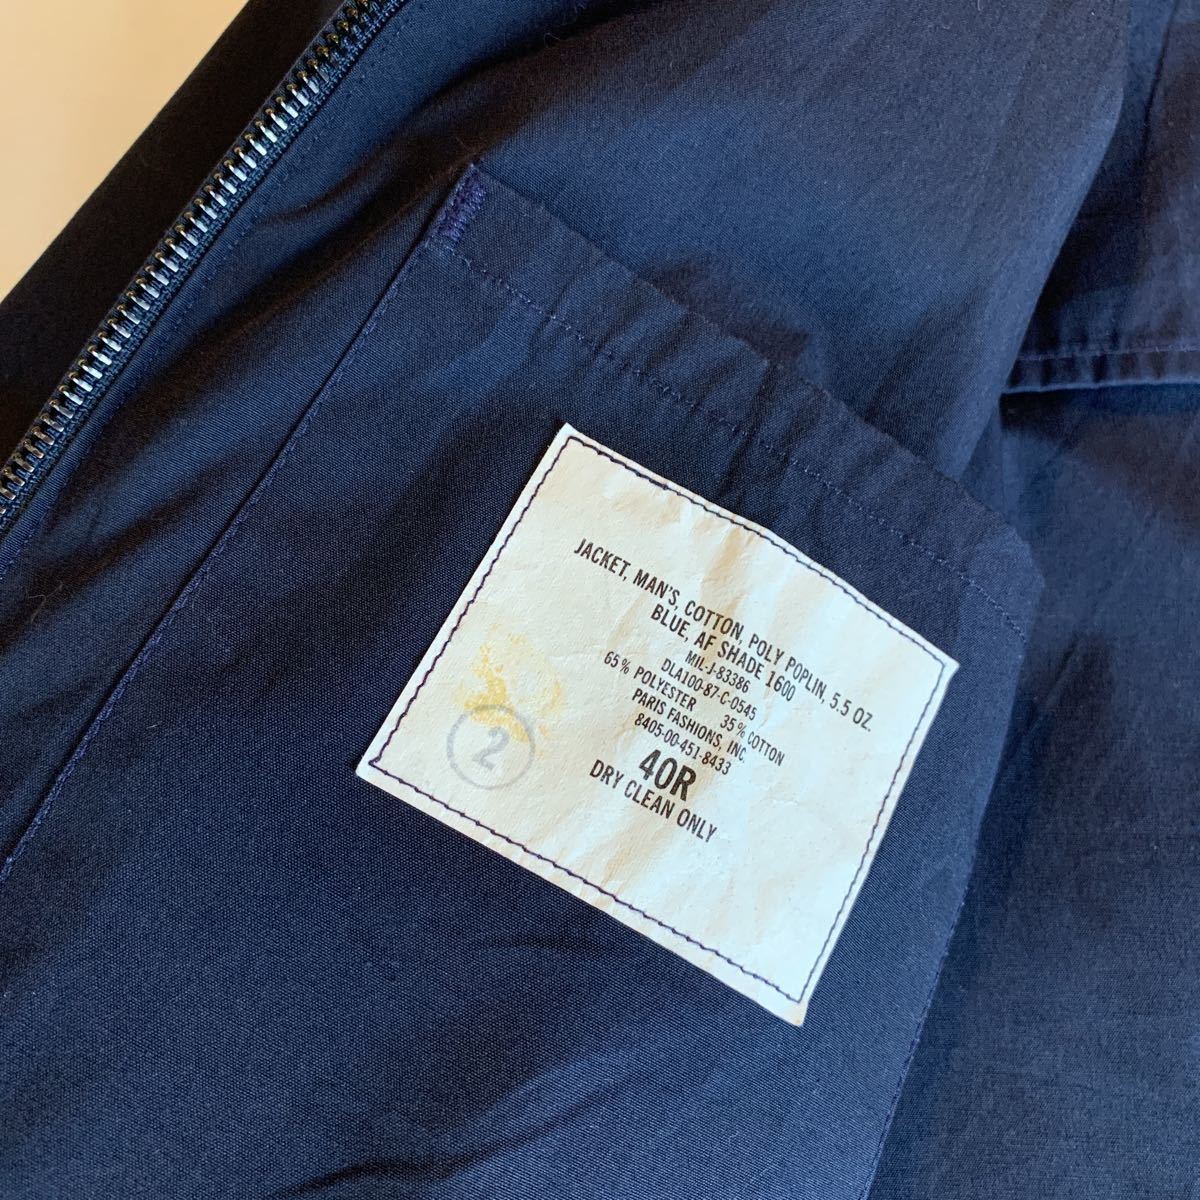 JACKET, MAN'S, COTTON, POLY POPLIN, 5.5 OZ.
BLUE, AF SHADE 1600
MIL-J-83386
DLA100-87-C-0545
65% POLYESTER 35% COTTON
PARIS FASHIONS, INC.
8405-00-451-8433
40R
DRY CLEAN ONLY
2